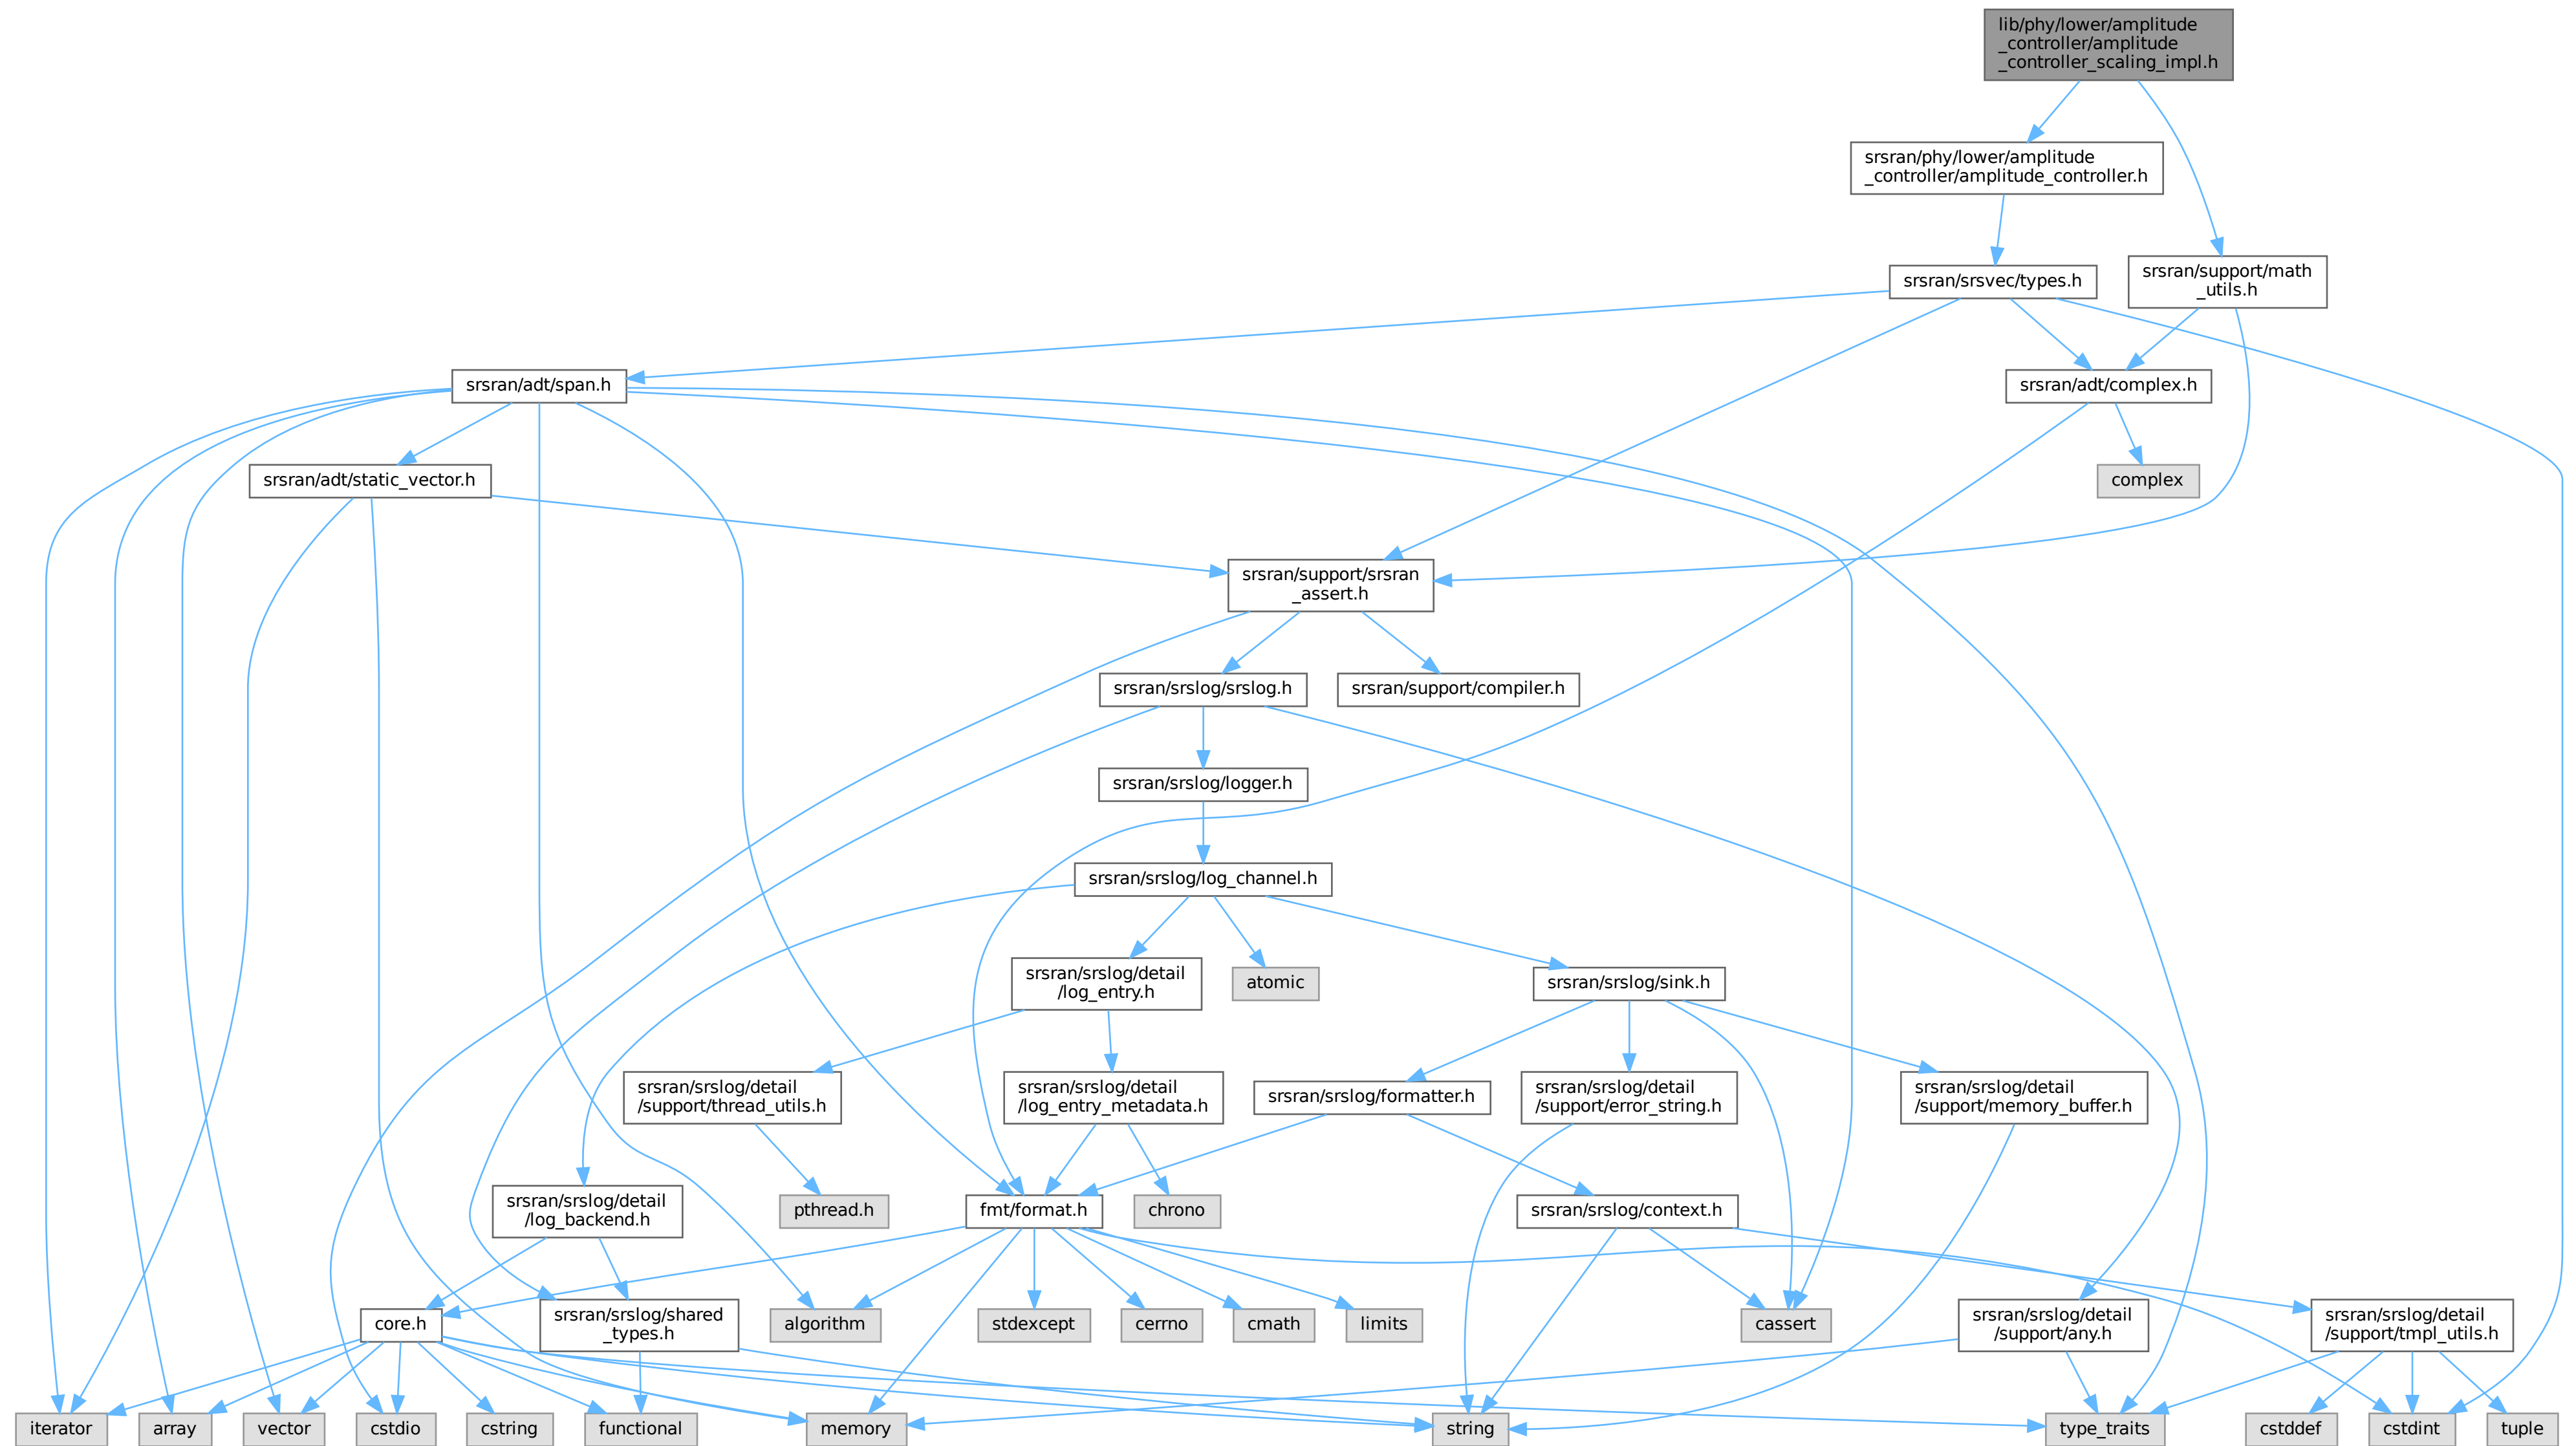 lib/phy/lower/amplitude
_controller/amplitude
_controller_scaling_impl.h
srsran/phy/lower/amplitude
_controller/amplitude_controller.h
srsran/srsvec/types.h
srsran/support/math
_utils.h
srsran/adt/span.h
srsran/adt/complex.h
srsran/adt/static_vector.h
complex
srsran/support/srsran
_assert.h
srsran/srslog/srslog.h
srsran/support/compiler.h
srsran/srslog/logger.h
srsran/srslog/log_channel.h
srsran/srslog/detail
/log_entry.h
atomic
srsran/srslog/sink.h
srsran/srslog/detail
/support/thread_utils.h
srsran/srslog/detail
/log_entry_metadata.h
srsran/srslog/formatter.h
srsran/srslog/detail
/support/error_string.h
srsran/srslog/detail
/support/memory_buffer.h
srsran/srslog/detail
/log_backend.h
pthread.h
fmt/format.h
chrono
srsran/srslog/context.h
core.h
srsran/srslog/shared
_types.h
algorithm
stdexcept
cerrno
cmath
limits
cassert
srsran/srslog/detail
/support/any.h
srsran/srslog/detail
/support/tmpl_utils.h
iterator
array
vector
cstdio
cstring
functional
memory
string
type_traits
cstddef
cstdint
tuple